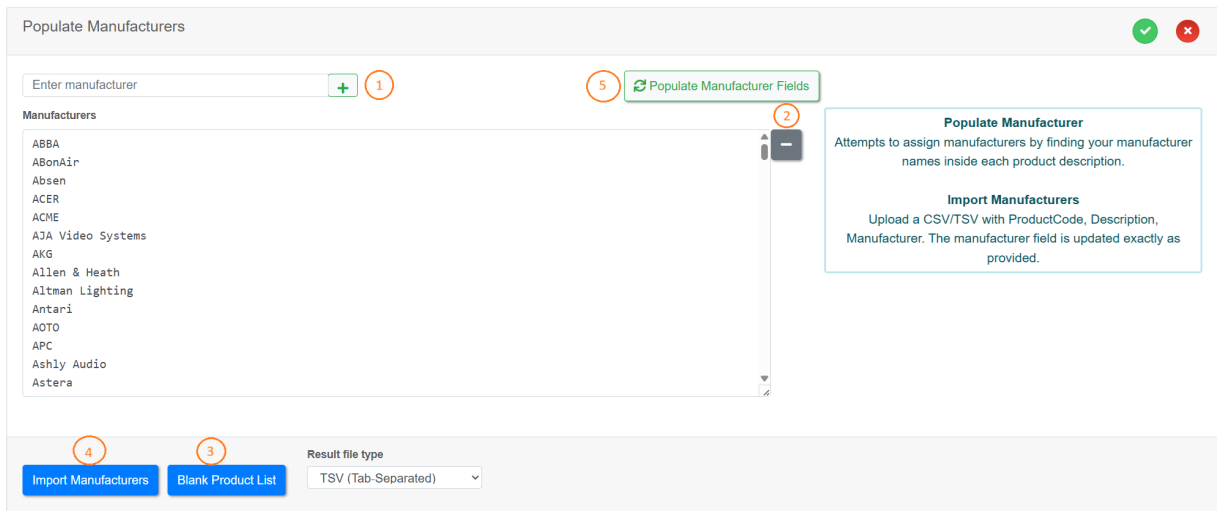 Populate Manufacturers
Enter manufacturer
+
1
5
Populate Manufacturer Fields
Manufacturers
2
ABBA
ABonAir
Absen
ACER
ACME
AJA Video Systems
AKG
Allen & Heath
Altman Lighting
Antari
AOTO
APC
Ashly Audio
Astera
Populate Manufacturer
Attempts to assign manufacturers by finding your manufacturer
names inside each product description.
Import Manufacturers
Upload a CSV/TSV with ProductCode, Description,
Manufacturer. The manufacturer field is updated exactly as
provided.
4
3
Result file type
Import Manufacturers
Blank Product List
TSV (Tab-Separated)